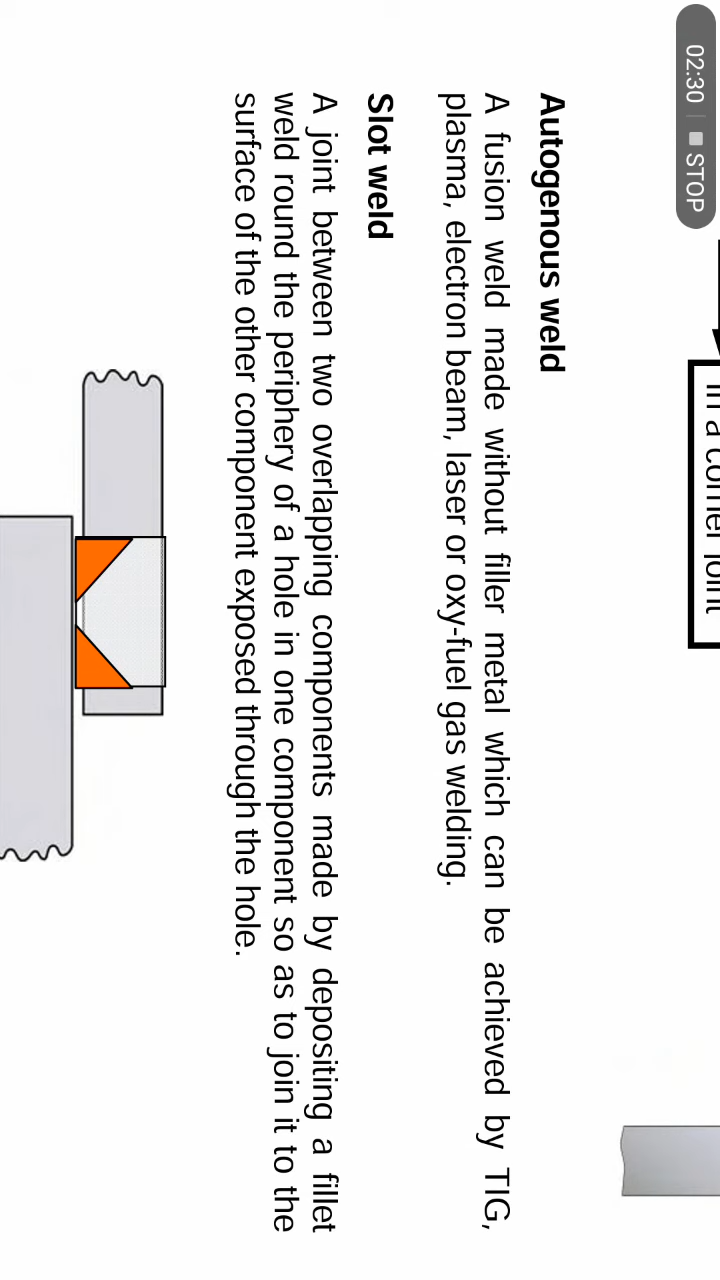 02:30 | STOP
in a corner joint
Autogenous weld
A fusion weld made without filler metal which can be achieved by TIG,
plasma, electron beam, laser or oxy-fuel gas welding.
Slot weld
A joint between two overlapping components made by depositing a fillet
weld round the periphery of a hole in one component so as to join it to the
surface of the other component exposed through the hole.